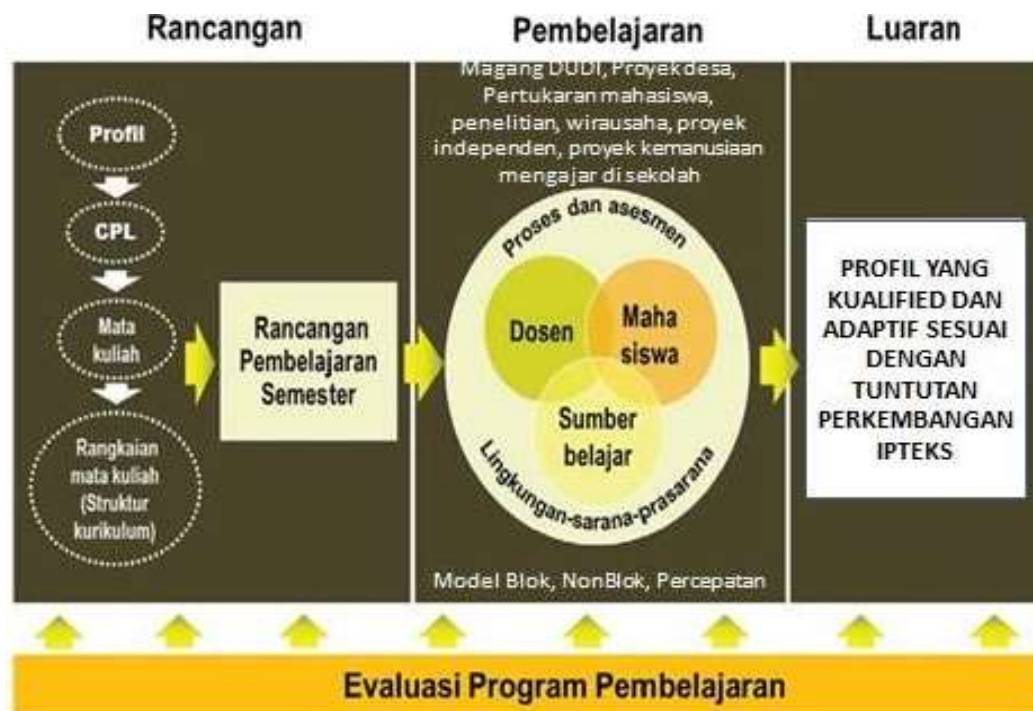 Rancangan
Pembelajaran
Luaran
Profil
CPL
Mata
kuliah
Rangkaian
mata kuliah
(Struktur
kurikulum)
Rancangan
Pembelajaran
Semester
Magang DUDI, Proyek desa,
Pertukaran mahasiswa,
penelitian, wirausaha, proyek
independen, proyek kemanusiaan
mengajar di sekolah
Proses dan asesmen
Dosen
Maha
siswa
Sumber
belajar
Lingkungan-sarana-prasarana
Model Blok, NonBlok, Percepatan
PROFIL YANG
KUALIFIED DAN
ADAPTIF SESUAI
DENGAN
TUNTUTAN
PERKEMBANGAN
IPTEKS
Evaluasi Program Pembelajaran